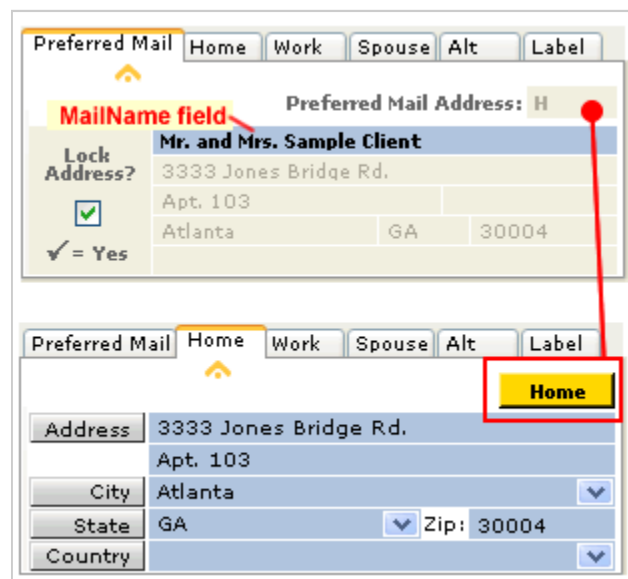 Preferred Mail Home Work Spouse Alt Label
Preferred Mail Address: H
MailName field
Mr. and Mrs. Sample Client
Lock
Address?
3333 Jones Bridge Rd.
Apt. 103
Atlanta GA 30004
✓ = Yes
Preferred Mail Home Work Spouse Alt Label
Home
Address 3333 Jones Bridge Rd.
Apt. 103
City Atlanta
State GA Zip: 30004
Country